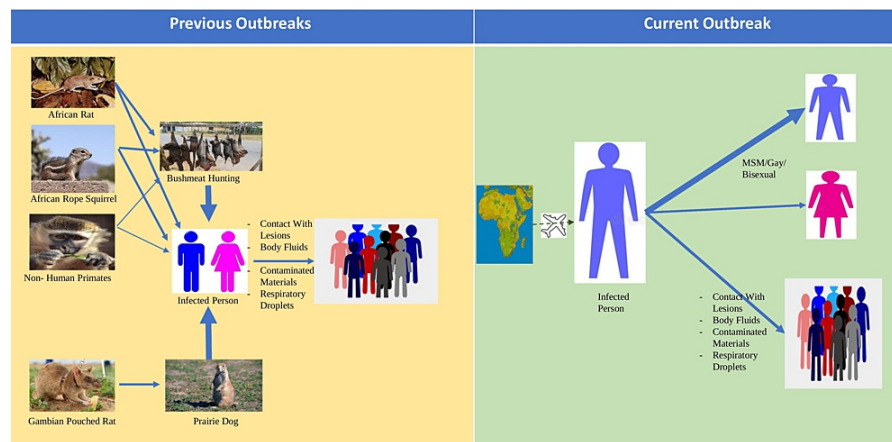 Previous Outbreaks
Current Outbreak
African Rat
African Rope Squirrel
Non- Human Primates
Bushmeat Hunting
Infected Person
- Contact With
Lesions
- Body Fluids
- Contaminated
Materials
- Respiratory
Droplets
Gambian Pouched Rat
Prairie Dog
Infected
Person
MSM/Gay/
Bisexual
- Contact With
Lesions
- Body Fluids
- Contaminated
Materials
- Respiratory
Droplets